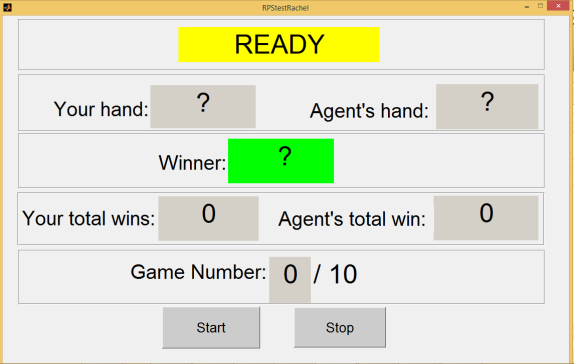 RPStestRachel
READY
Your hand: ? Agent's hand: ?
Winner: ?
Your total wins: 0 Agent's total win: 0
Game Number: 0 / 10
Start Stop